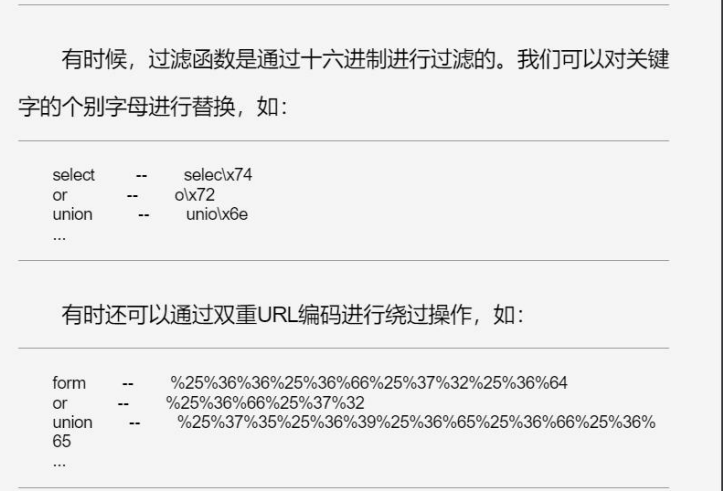 有时候，过滤函数是通过十六进制进行过滤的。我们可以对关键
字的个别字母进行替换，如：
select -- selec\x74
or -- o\x72
union -- unio\x6e
...
有时还可以通过双重URL编码进行绕过操作，如：
form -- %25%36%36%25%36%66%25%37%32%25%36%64
or -- %25%36%66%25%37%32
union -- %25%37%35%25%36%39%25%36%65%25%36%66%25%36%
65
...